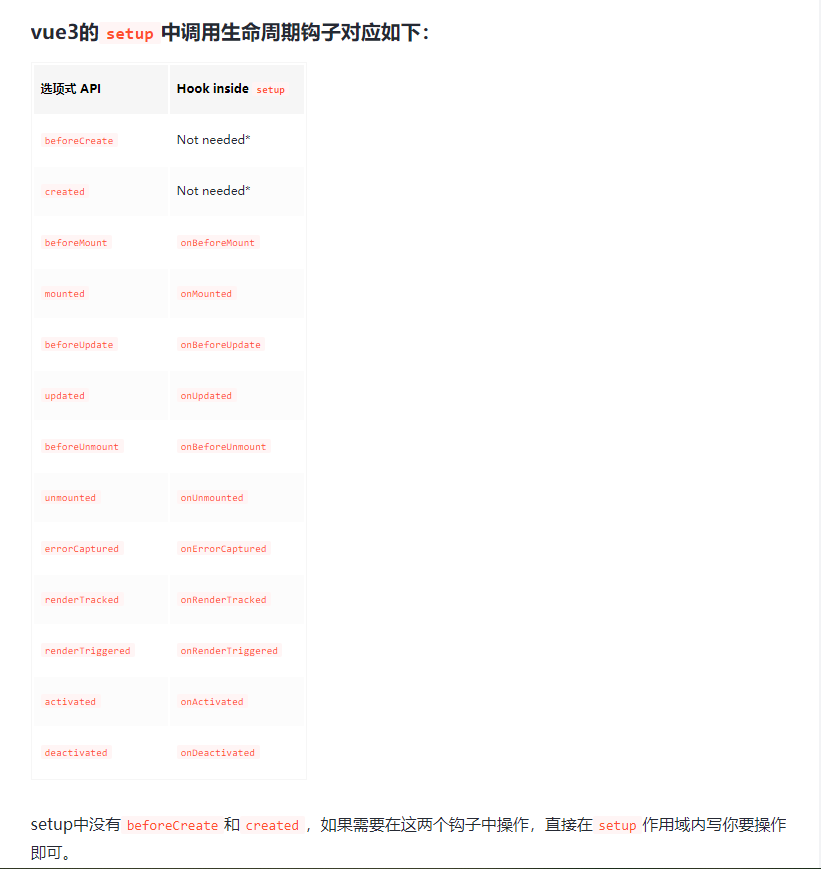 vue3的 setup 中调用生命周期钩子对应如下：
选项式 API Hook inside setup
beforeCreate Not needed*
created Not needed*
beforeMount onBeforeMount
mounted onMounted
beforeUpdate onBeforeUpdate
updated onUpdated
beforeUnmount onBeforeUnmount
unmounted onUnmounted
errorCaptured onErrorCaptured
renderTracked onRenderTracked
renderTriggered onRenderTriggered
activated onActivated
deactivated onDeactivated
setup中没有 beforeCreate 和 created ，如果需要在这两个钩子中操作，直接在 setup 作用域内写你要操作
即可。